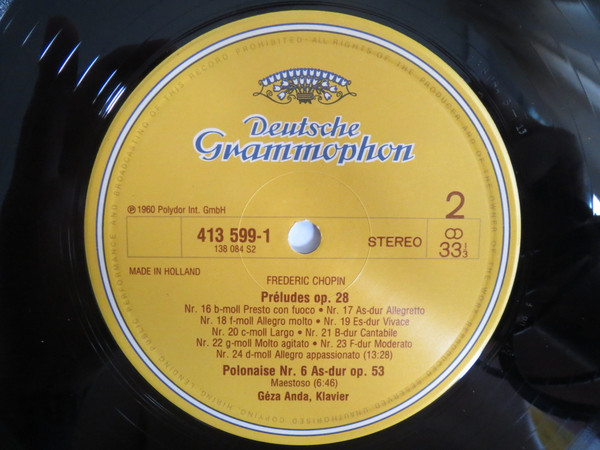 Deutsche
Grammophon
℗ 1960 Polydor Int. GmbH
2
413 599-1
138 084 S2
STEREO
33 1/3
MADE IN HOLLAND
FREDERIC CHOPIN
Préludes op. 28
Nr. 16 b-moll Presto con fuoco • Nr. 17 As-dur Allegretto
Nr. 18 f-moll Allegro molto • Nr. 19 Es-dur Vivace
Nr. 20 c-moll Largo • Nr. 21 B-dur Cantabile
Nr. 22 g-moll Molto agitato • Nr. 23 F-dur Moderato
Nr. 24 d-moll Allegro appassionato (13:28)
Polonaise Nr. 6 As-dur op. 53
Maestoso (6:46)
Géza Anda, Klavier